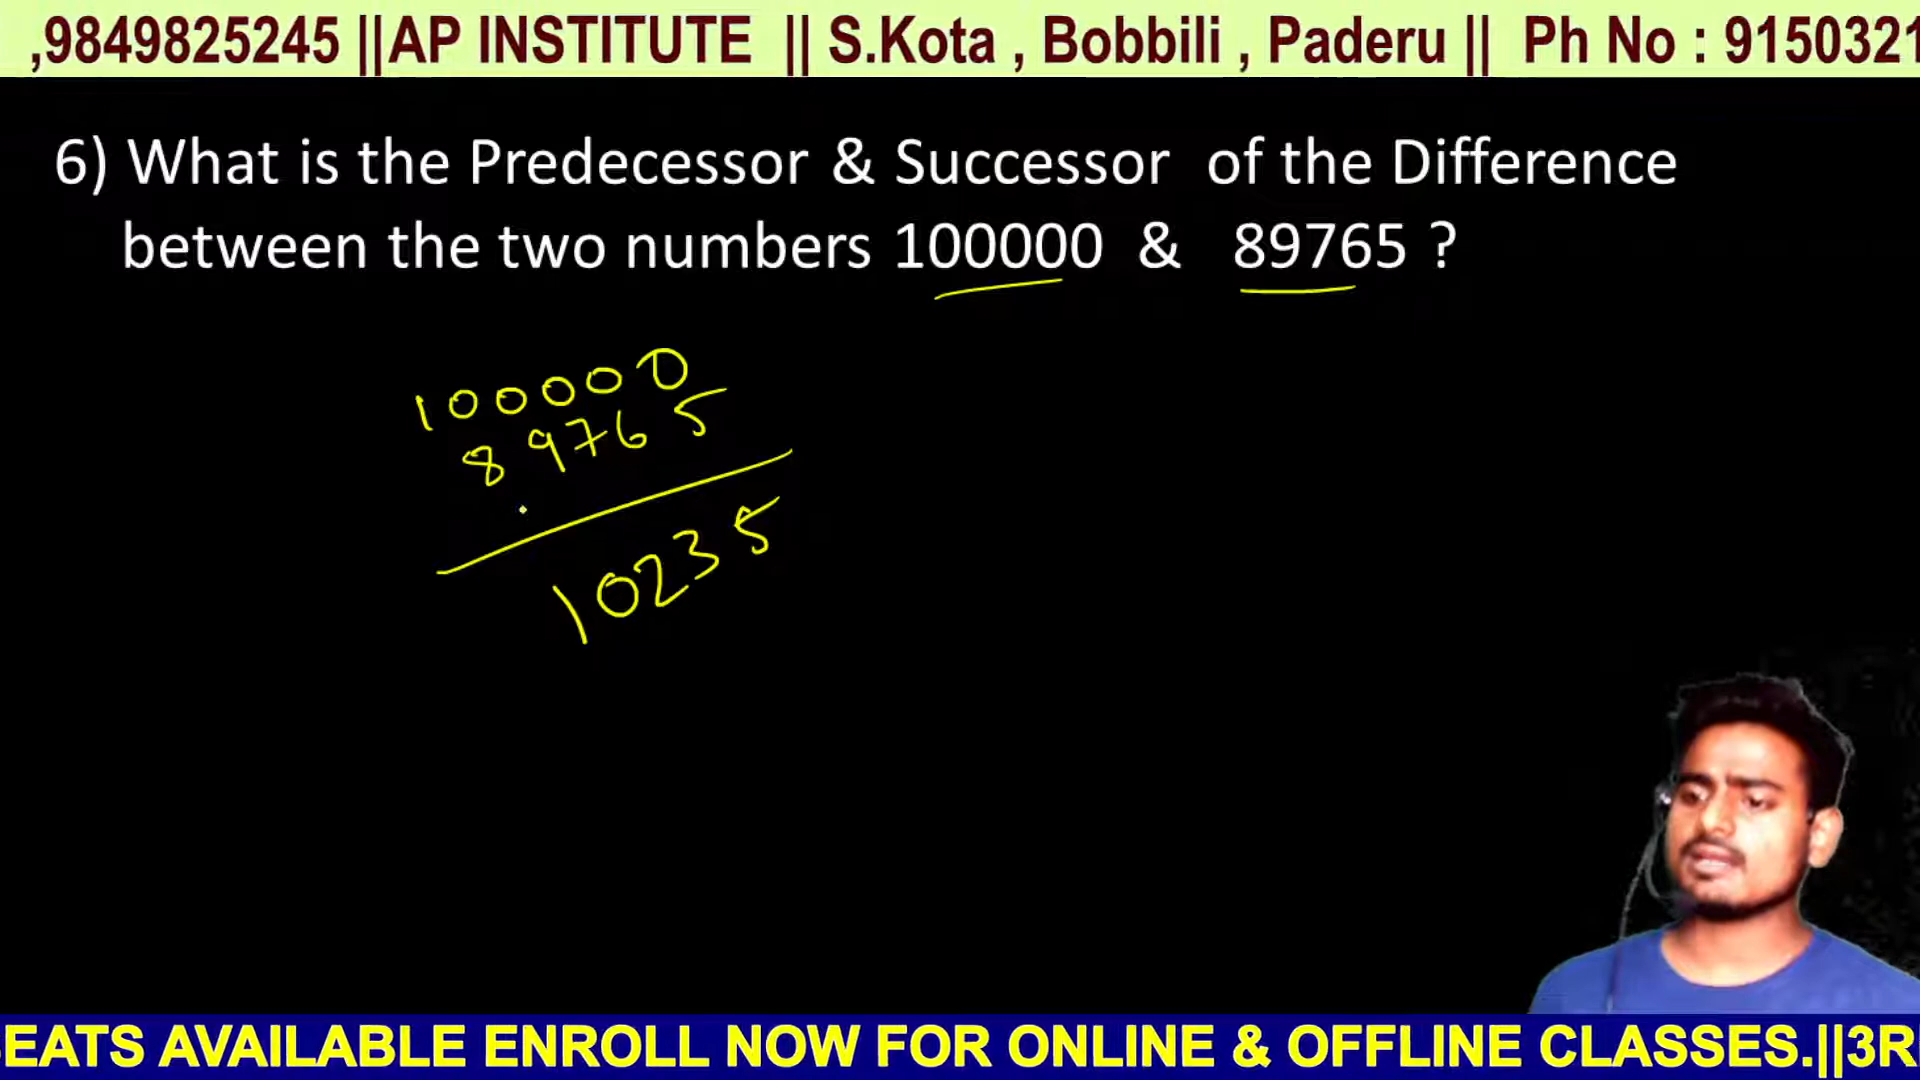 ,9849825245 ||AP INSTITUTE || S.Kota , Bobbili , Paderu || Ph No : 9150321
6) What is the Predecessor & Successor of the Difference
between the two numbers 100000 & 89765 ?
100000
89765
10235
EATS AVAILABLE ENROLL NOW FOR ONLINE & OFFLINE CLASSES.||3R